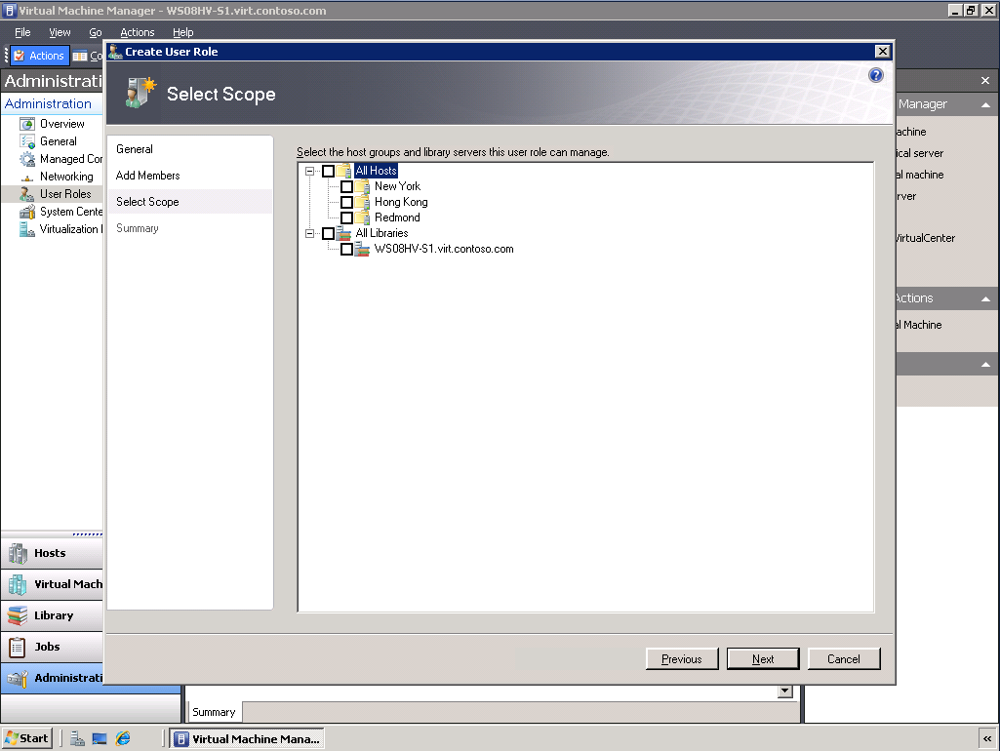 Virtual Machine Manager - WS08HV-S1.virt.contoso.com
File View Go Actions Help
Actions Co
Administrati
Administration
Overview
General
Managed Cor
Networking
User Roles
System Cente
Virtualization
Hosts
Virtual Mach
Library
Jobs
Administrati
Create User Role
Select Scope
General
Add Members
Select Scope
Summary
Select the host groups and library servers this user role can manage.
All Hosts
New York
Hong Kong
Redmond
All Libraries
WS08HV-S1.virt.contoso.com
Previous Next Cancel
Manager
achine
ical server
al machine
rver
VirtualCenter
Actions
al Machine
Summary
Start Virtual Machine Mana...